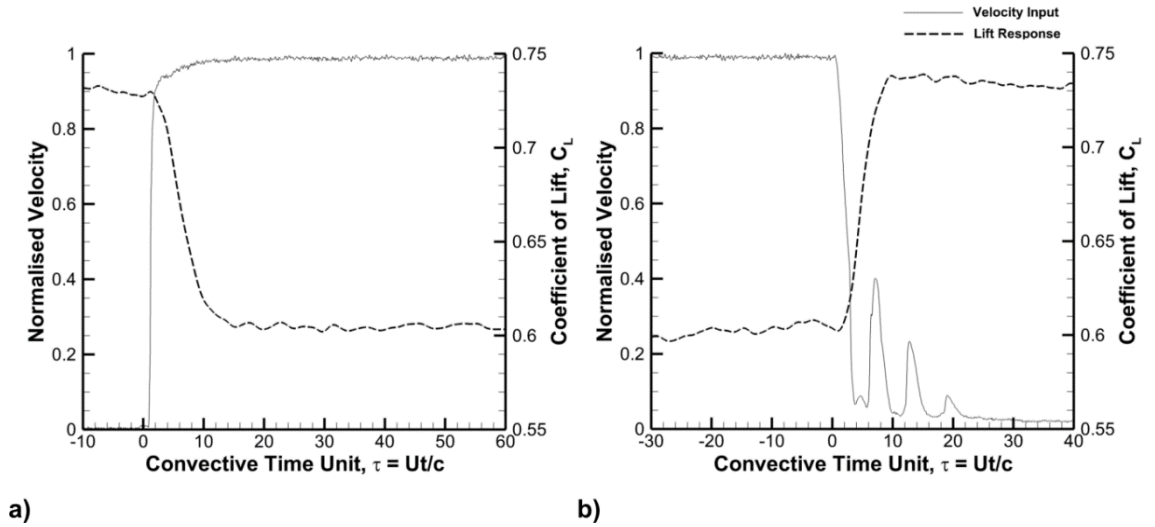 Velocity Input
Lift Response
1
0.8
0.6
0.4
0.2
0
Normalised Velocity
0.75
0.7
0.65
0.6
0.55
Coefficient of Lift, C_L
-10 0 10 20 30 40 50 60
Convective Time Unit, τ = Ut/c
a)
1
0.8
0.6
0.4
0.2
0
Normalised Velocity
0.75
0.7
0.65
0.6
0.55
Coefficient of Lift, C_L
-30 -20 -10 0 10 20 30 40
Convective Time Unit, τ = Ut/c
b)